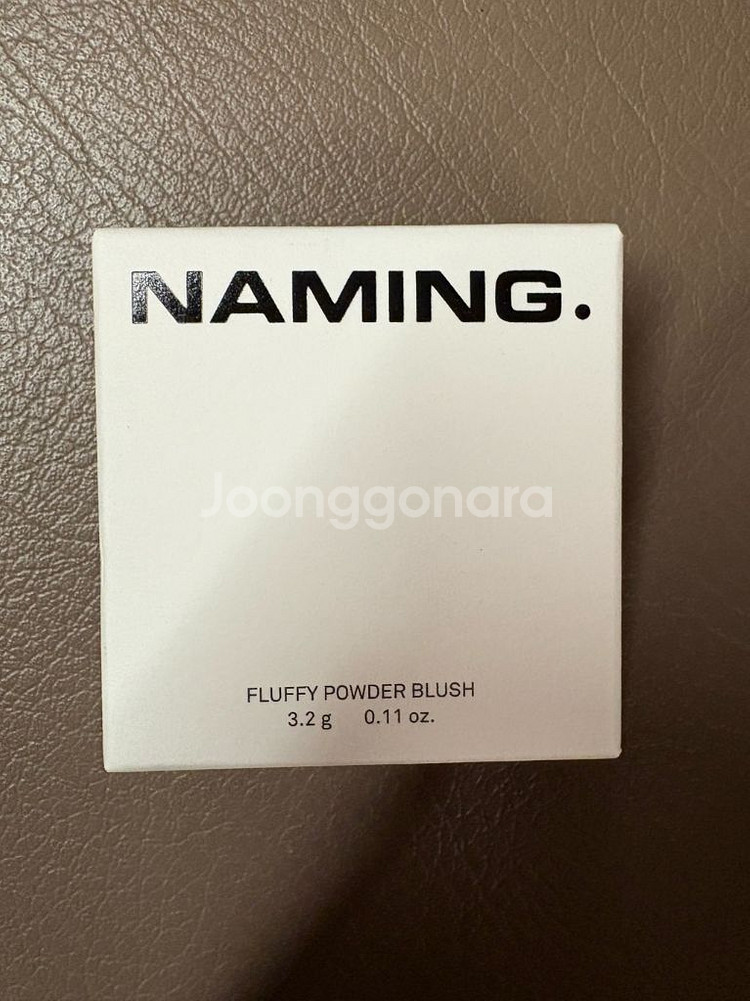 NAMING.
Joonggonara
FLUFFY POWDER BLUSH
3.2 g 0.11 oz.